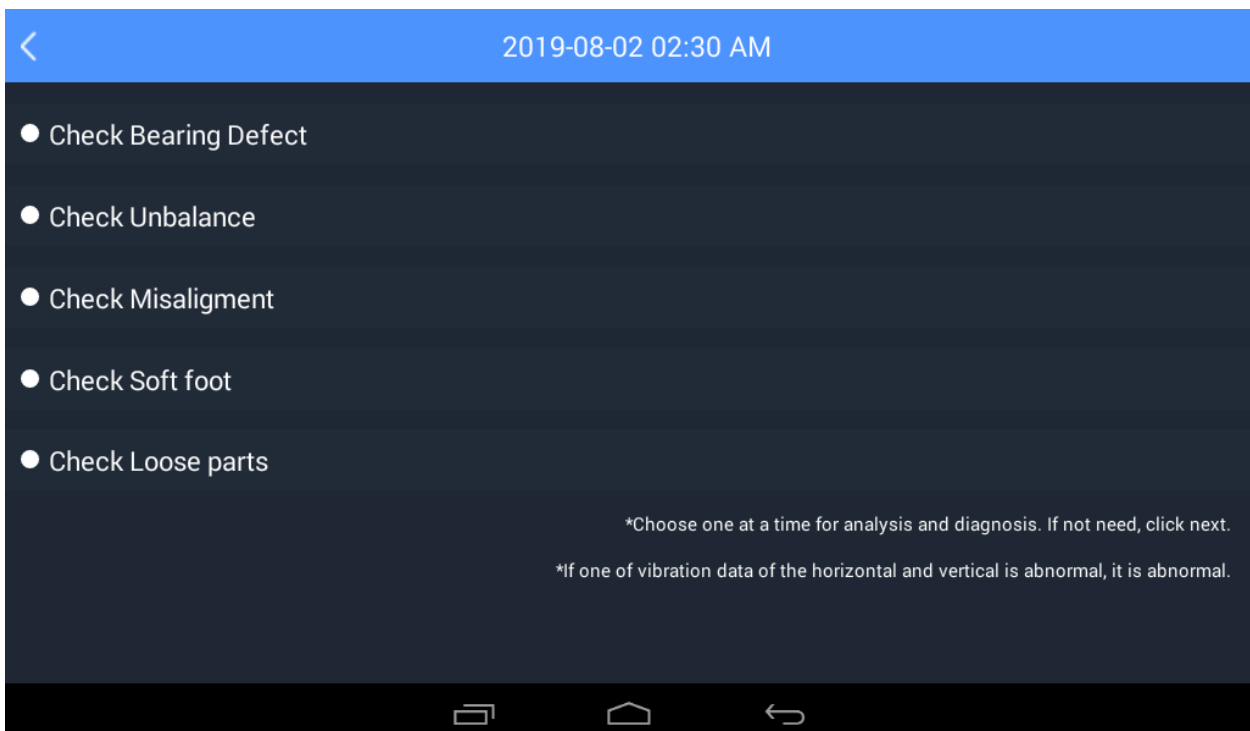 2019-08-02 02:30 AM
Check Bearing Defect
Check Unbalance
Check Misaligment
Check Soft foot
Check Loose parts
*Choose one at a time for analysis and diagnosis. If not need, click next.
*If one of vibration data of the horizontal and vertical is abnormal, it is abnormal.